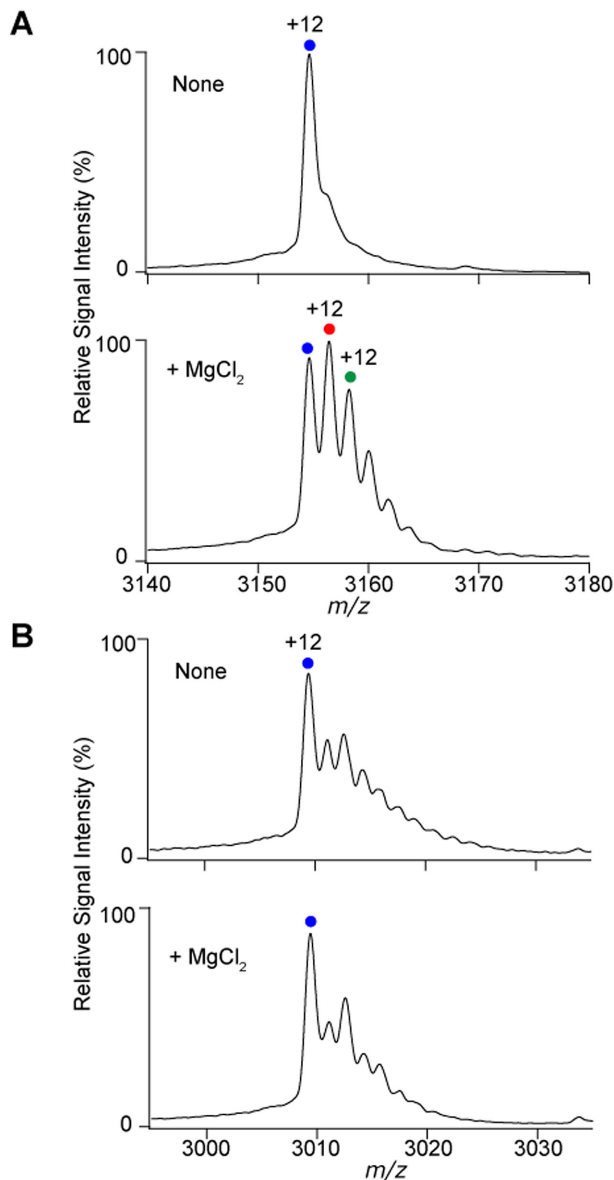 A
+12
100
None
0
Relative Signal Intensity (%)
+12
100
+12
+ MgCl₂
0
3140 3150 3160 3170 3180
m/z
B
+12
100
None
0
Relative Signal Intensity (%)
100
+ MgCl₂
0
3000 3010 3020 3030
m/z